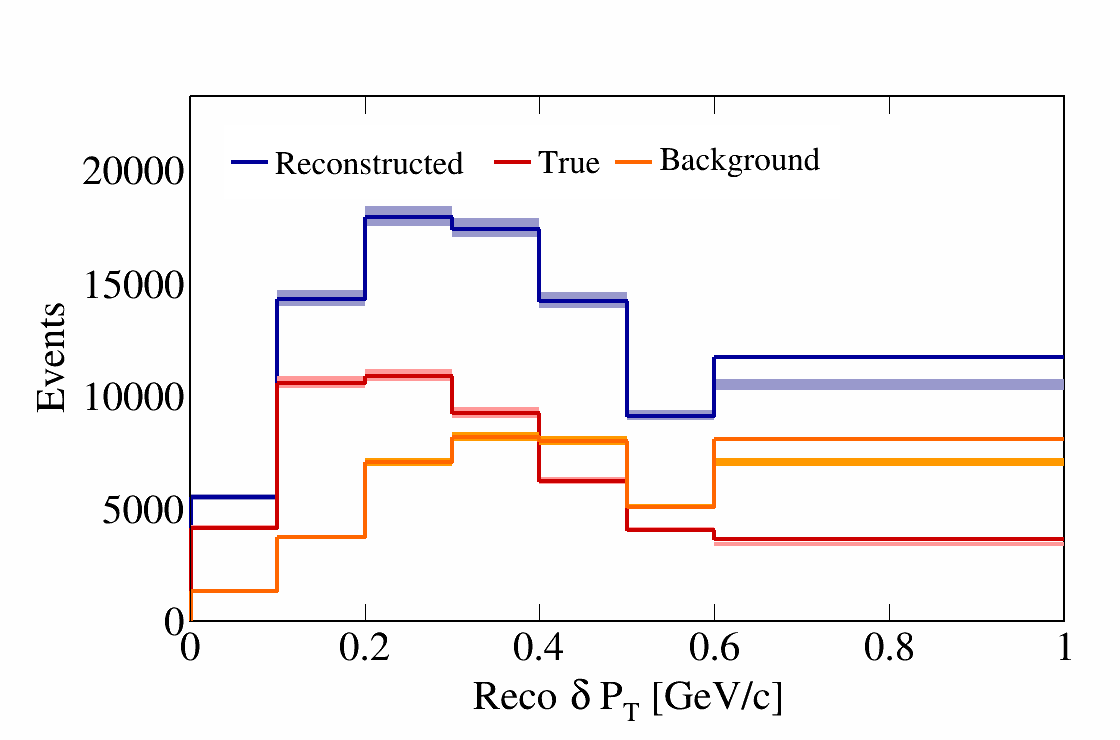 Reconstructed True Background
20000
15000
10000
5000
0
Events
0 0.2 0.4 0.6 0.8 1
Reco δ P_T [GeV/c]